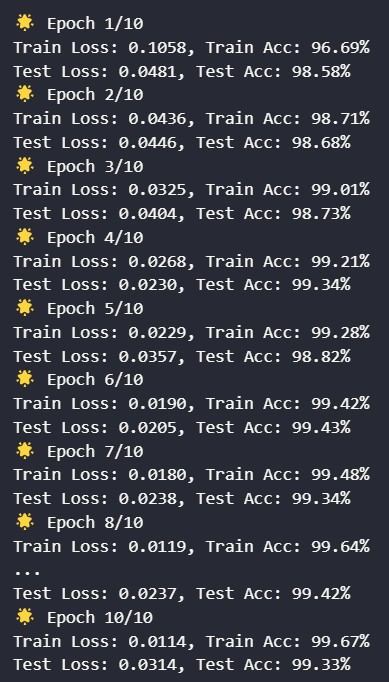 🌟 Epoch 1/10
Train Loss: 0.1058, Train Acc: 96.69%
Test Loss: 0.0481, Test Acc: 98.58%
🌟 Epoch 2/10
Train Loss: 0.0436, Train Acc: 98.71%
Test Loss: 0.0446, Test Acc: 98.68%
🌟 Epoch 3/10
Train Loss: 0.0325, Train Acc: 99.01%
Test Loss: 0.0404, Test Acc: 98.73%
🌟 Epoch 4/10
Train Loss: 0.0268, Train Acc: 99.21%
Test Loss: 0.0230, Test Acc: 99.34%
🌟 Epoch 5/10
Train Loss: 0.0229, Train Acc: 99.28%
Test Loss: 0.0357, Test Acc: 98.82%
🌟 Epoch 6/10
Train Loss: 0.0190, Train Acc: 99.42%
Test Loss: 0.0205, Test Acc: 99.43%
🌟 Epoch 7/10
Train Loss: 0.0180, Train Acc: 99.48%
Test Loss: 0.0238, Test Acc: 99.34%
🌟 Epoch 8/10
Train Loss: 0.0119, Train Acc: 99.64%
...
Test Loss: 0.0237, Test Acc: 99.42%
🌟 Epoch 10/10
Train Loss: 0.0114, Train Acc: 99.67%
Test Loss: 0.0314, Test Acc: 99.33%